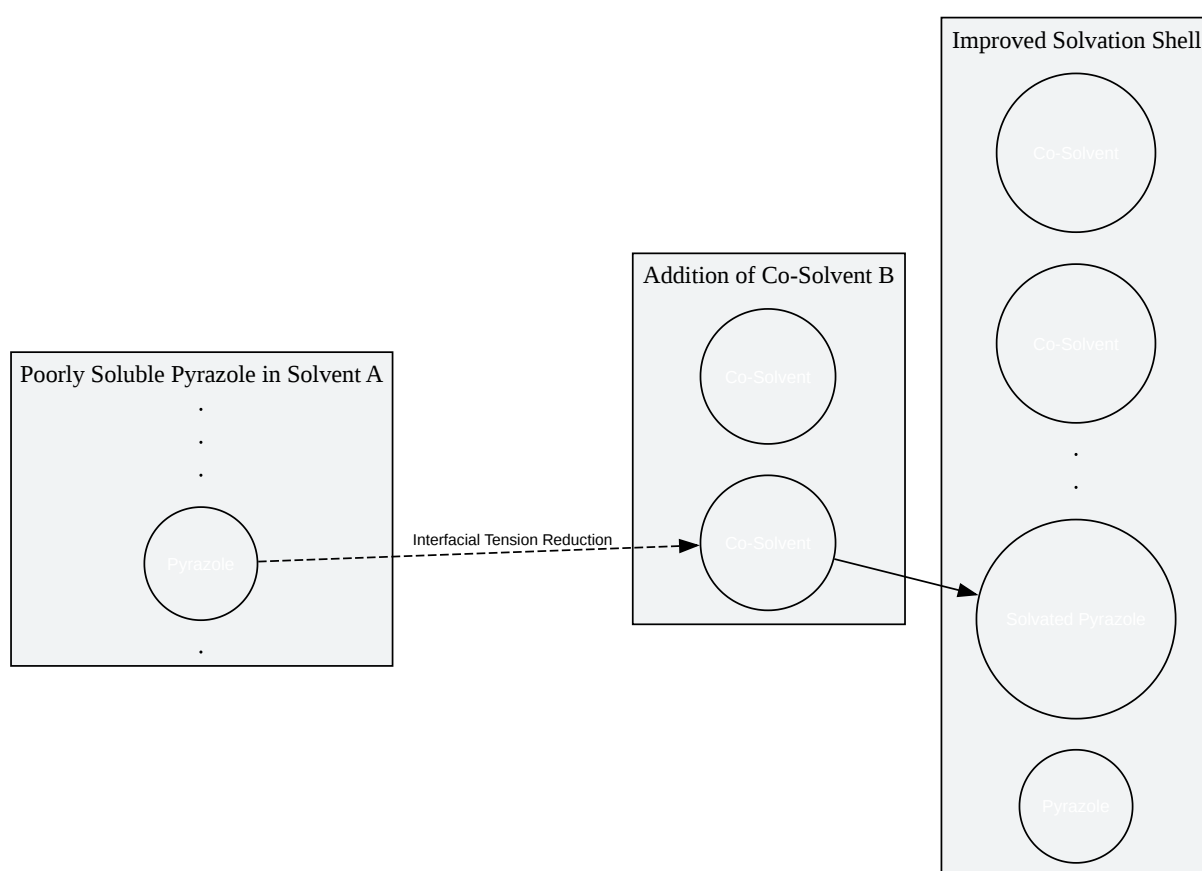 Poorly Soluble Pyrazole in Solvent A
.
.
.
Pyrazole
.
Interfacial Tension Reduction
Addition of Co-Solvent B
Co-Solvent
Co-Solvent
Improved Solvation Shell
Co-Solvent
Co-Solvent
.
.
Solvated Pyrazole
Pyrazole